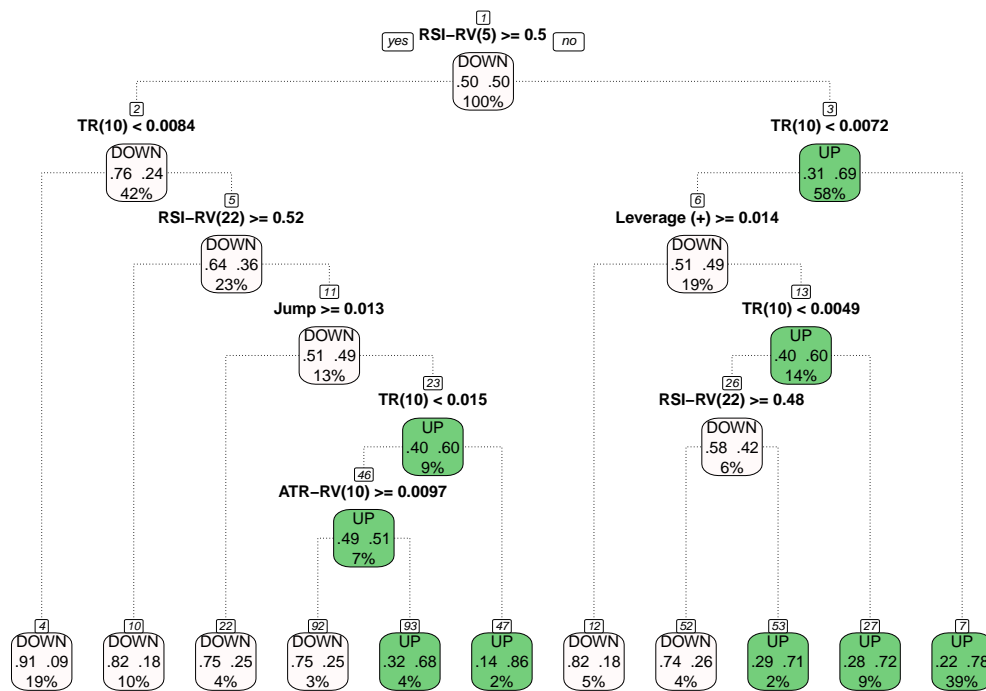 1
yes RSI−RV(5) >= 0.5 no
DOWN
.50 .50
100%
2
TR(10) < 0.0084
DOWN
.76 .24
42%
3
TR(10) < 0.0072
UP
.31 .69
58%
5
RSI−RV(22) >= 0.52
DOWN
.64 .36
23%
6
Leverage (+) >= 0.014
DOWN
.51 .49
19%
11
Jump >= 0.013
DOWN
.51 .49
13%
13
TR(10) < 0.0049
UP
.40 .60
14%
23
TR(10) < 0.015
UP
.40 .60
9%
26
RSI−RV(22) >= 0.48
DOWN
.58 .42
6%
46
ATR−RV(10) >= 0.0097
UP
.49 .51
7%
4
DOWN
.91 .09
19%
10
DOWN
.82 .18
10%
22
DOWN
.75 .25
4%
92
DOWN
.75 .25
3%
93
UP
.32 .68
4%
47
UP
.14 .86
2%
12
DOWN
.82 .18
5%
52
DOWN
.74 .26
4%
53
UP
.29 .71
2%
27
UP
.28 .72
9%
7
UP
.22 .78
39%